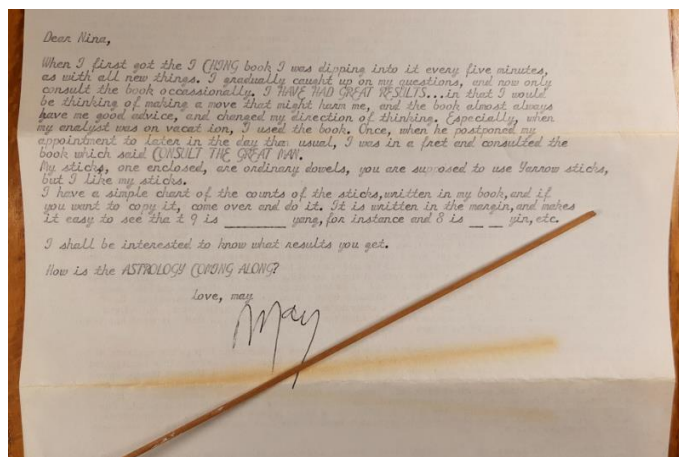 Dear Nina,
When I first got the I CHING book I was dipping into it every five minutes,
as with all new things. I gradually caught up on my questions, and now only
consult the book occassionally. I HAVE HAD GREAT RESULTS...in that I would
be thinking of making a move that might harm me, and the book almost always
have me good advice, and changed my direction of thinking. Especially, when
my analyst was on vacat ion, I used the book. Once, when he postponed my
appointment to later in the day than usual, I was in a fret and consulted the
book which said CONSULT THE GREAT MAN.
My sticks, one enclosed, are ordinary dowels, you are supposed to use Yarrow sticks,
but I like my sticks.
I have a simple chart of the counts of the sticks,written in my book,and if
you want to copy it, come over and do it. It is written in the margin,and makes
it easy to see tha t 9 is _________ yang,for instance and 8 is __ __ yin,etc.
I shall be interested to know what results you get.
How is the ASTROLOGY COMING ALONG?
Love, may
May